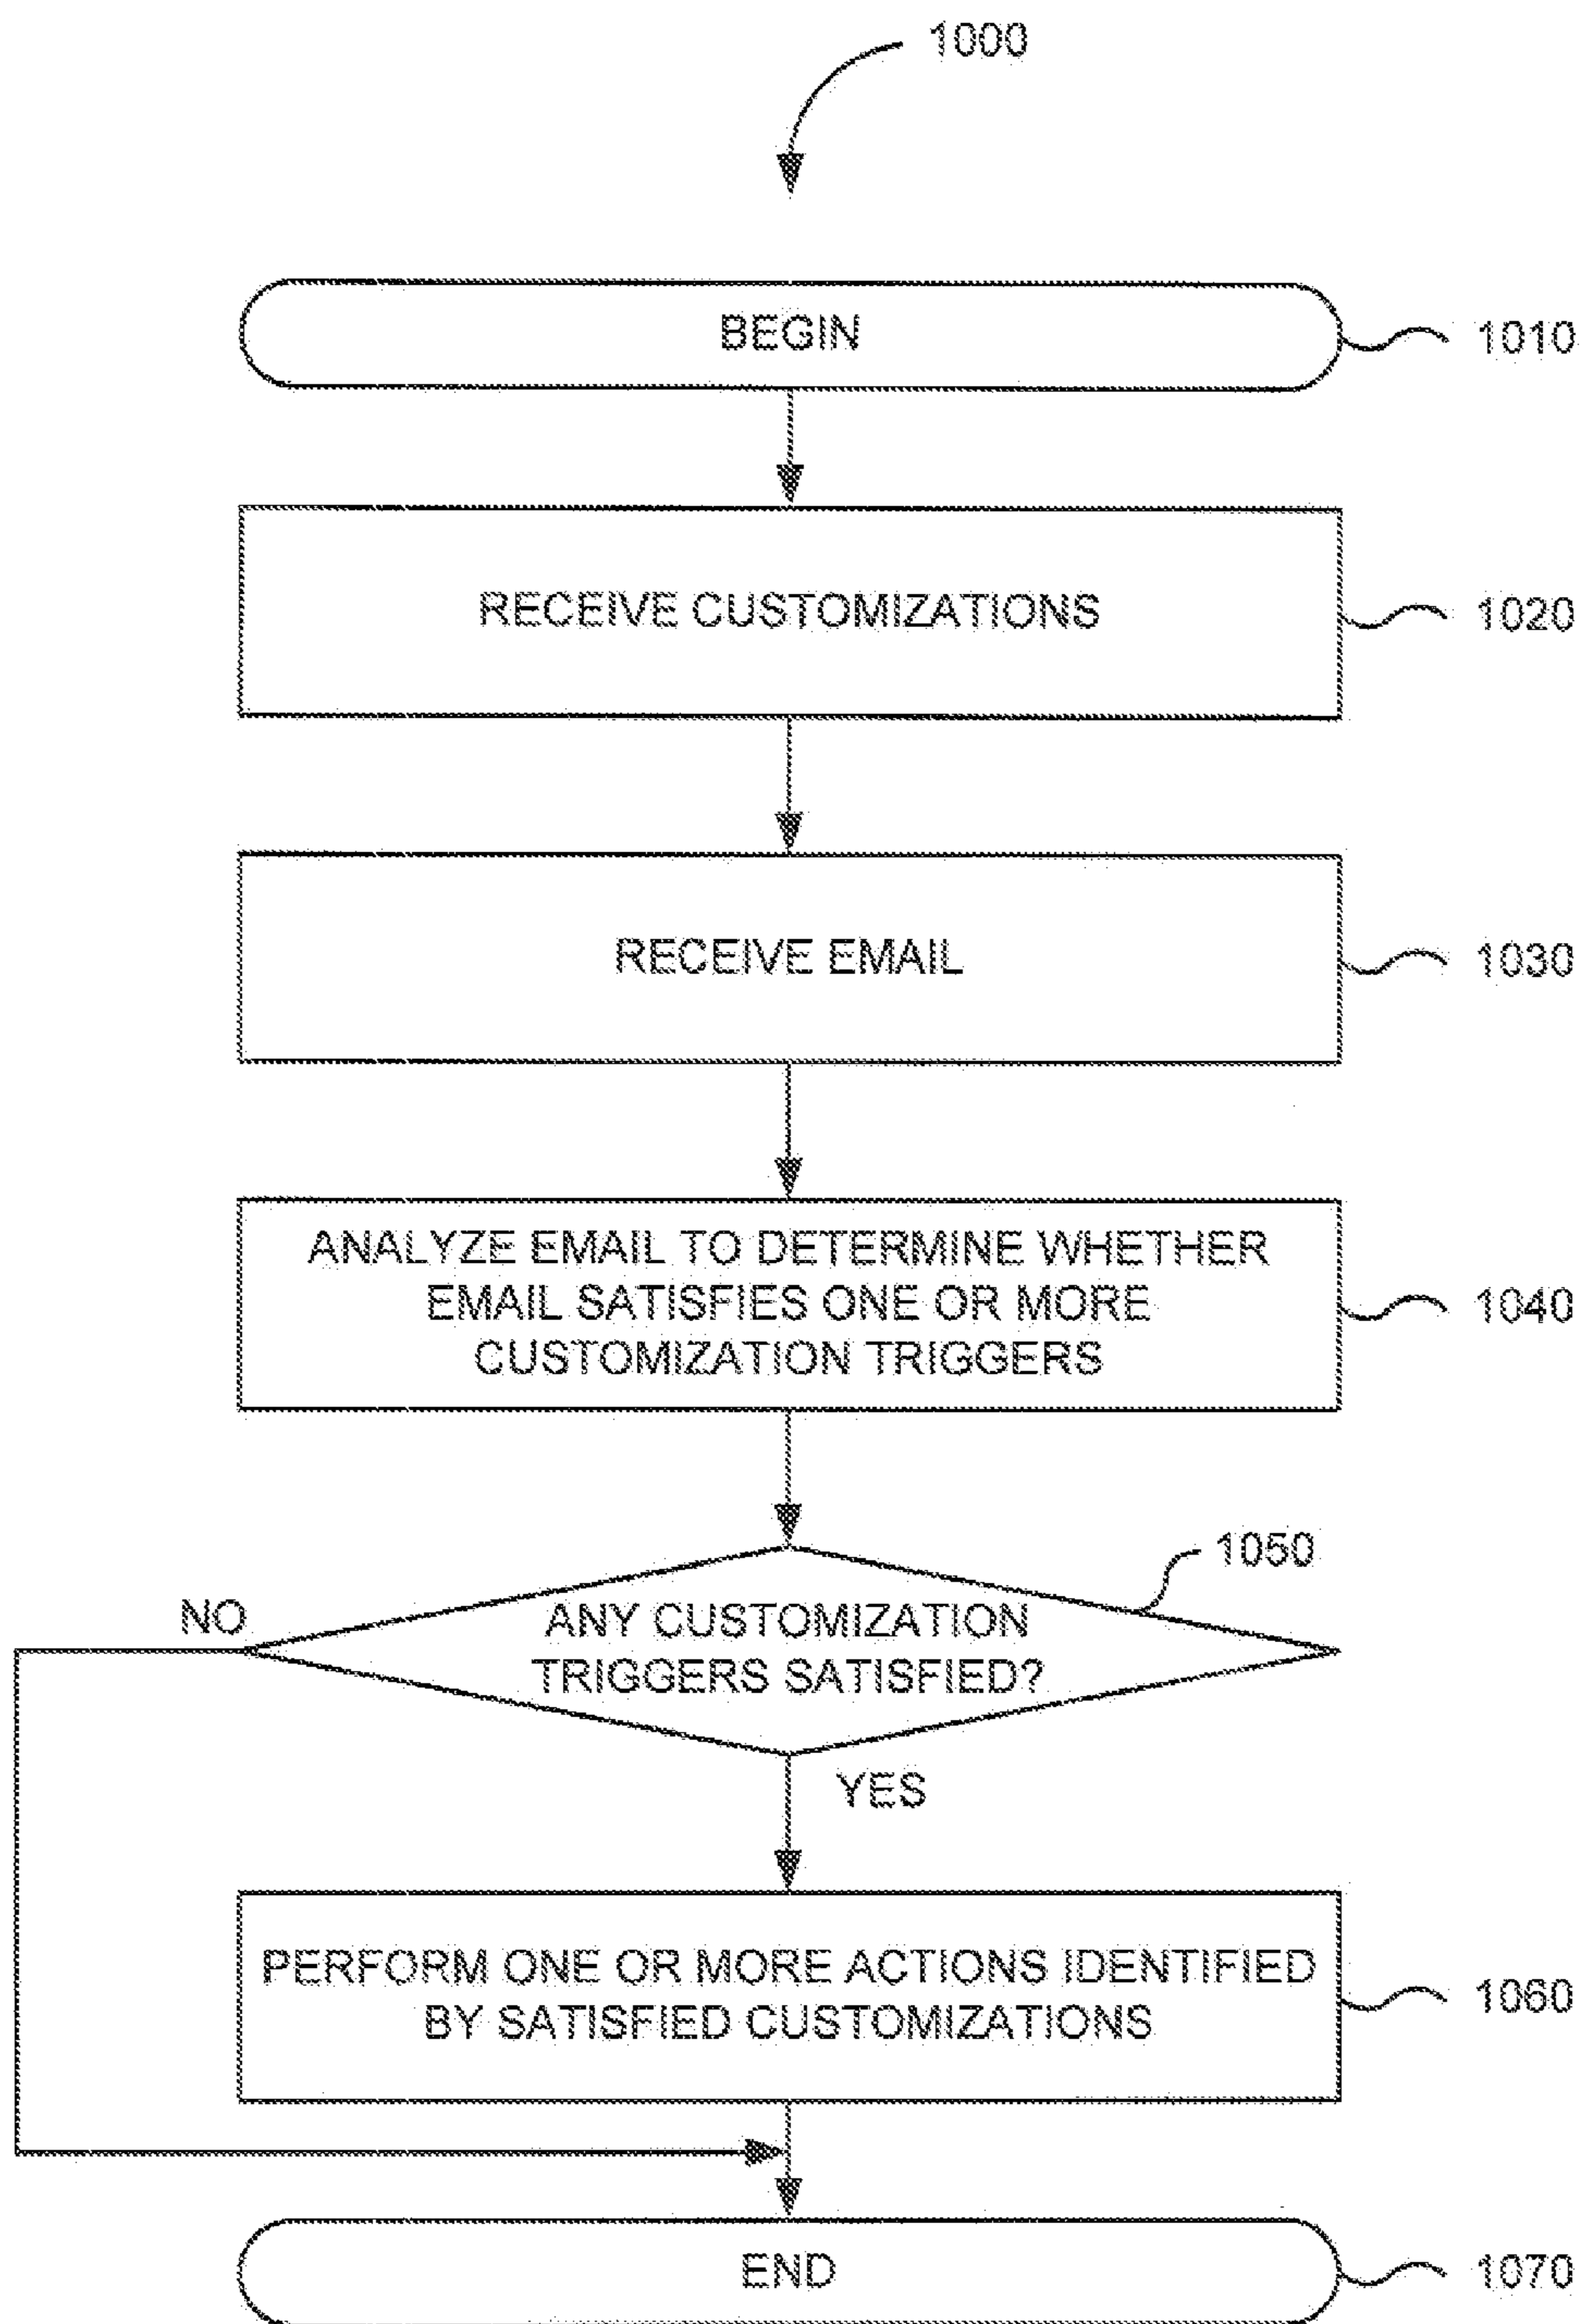 1000
BEGIN
1010
RECEIVE CUSTOMIZATIONS
1020
RECEIVE EMAIL
1030
ANALYZE EMAIL TO DETERMINE WHETHER
EMAIL SATISFIES ONE OR MORE
CUSTOMIZATION TRIGGERS
1040
1050
NO
ANY CUSTOMIZATION
TRIGGERS SATISFIED?
YES
PERFORM ONE OR MORE ACTIONS IDENTIFIED
BY SATISFIED CUSTOMIZATIONS
1060
END
1070